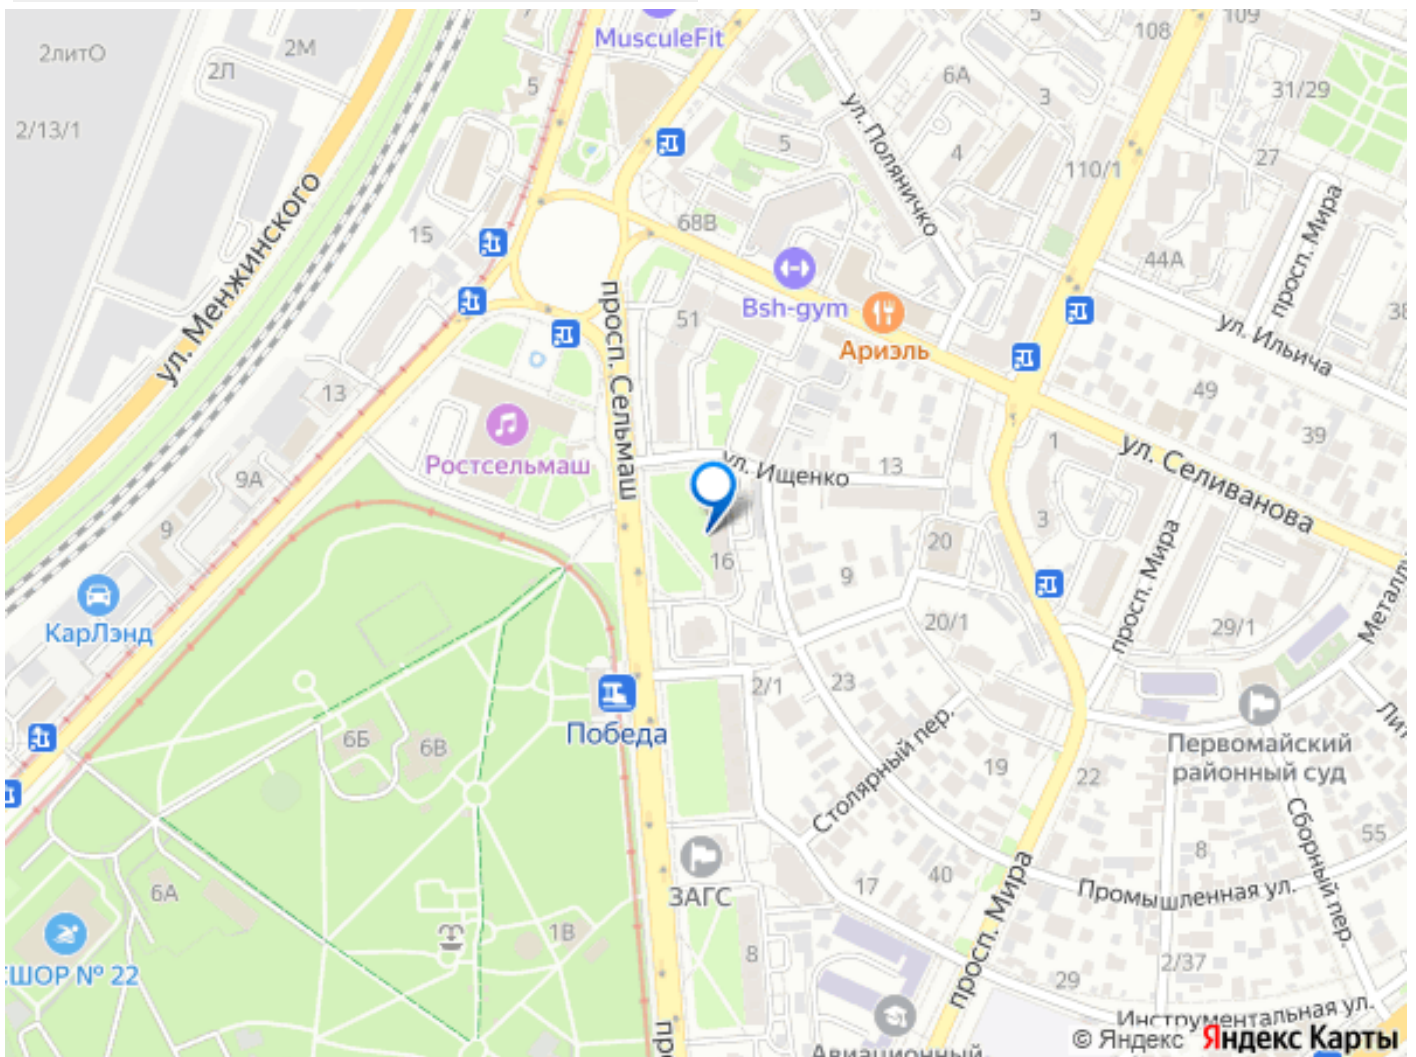 109
5
108
2литО
2М
MusculeFit
2Л
5
6А
3
31/29
ул. Поляничко
2/13/1
5
4
27
110/1
ул. Менжинского
просп. Мира
68В
15
44А
просп. Сельмаш
Bsh-gym
51
38
Ариэль
ул. Ильича
13
49
39
1
Ростсельмаш
ул. Ищенко
13
ул. Селиванова
9А
9
3
20
16
9
просп. Мира
КарЛэнд
20/1
29/1
2/1
23
Победа
6Б
6В
Столярный пер.
Первомайский
районный суд
19
22
Сборный пер.
55
8
ЗАГС
6А
17
40
просп. Мира
Промышленная ул.
1В
8
СШОР № 22
29
2/37
Инструментальная ул.
© Яндекс Яндекс Карты
Авиационный